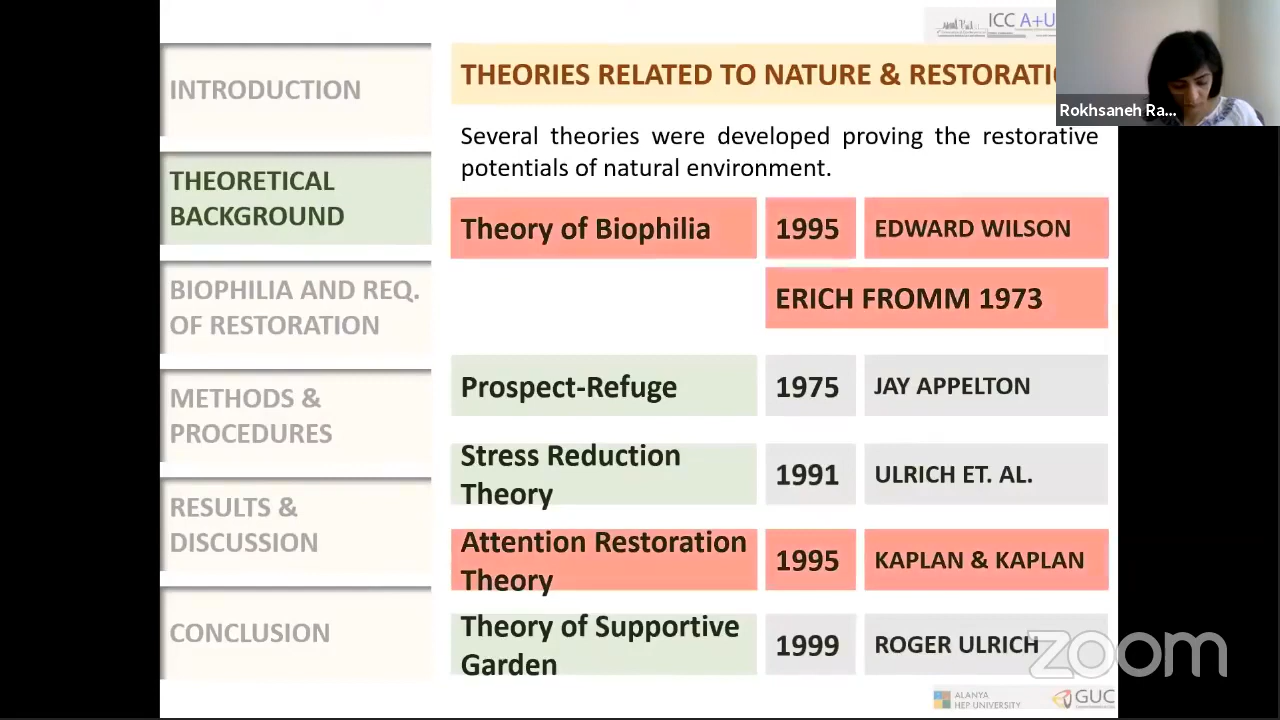 ICC A+U
Rokhsaneh Ra...
INTRODUCTION
THEORETICAL
BACKGROUND
BIOPHILIA AND REQ.
OF RESTORATION
METHODS &
PROCEDURES
RESULTS &
DISCUSSION
CONCLUSION
THEORIES RELATED TO NATURE & RESTORATI
Several theories were developed proving the restorative
potentials of natural environment.
Theory of Biophilia 1995 EDWARD WILSON
ERICH FROMM 1973
Prospect-Refuge 1975 JAY APPELTON
Stress Reduction
Theory
1991 ULRICH ET. AL.
Attention Restoration
Theory
1995 KAPLAN & KAPLAN
Theory of Supportive
Garden
1999 ROGER ULRICH
zoom
ALANYA
HEP UNIVERSITY
GUC